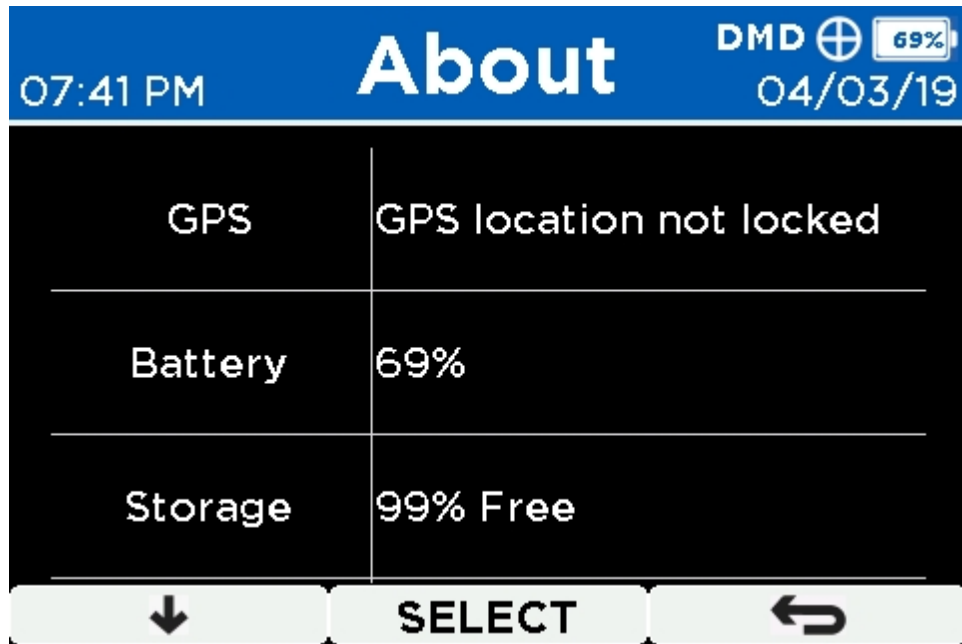 About
DMD 69%
07:41 PM
04/03/19
GPS GPS location not locked
Battery 69%
Storage 99% Free
SELECT